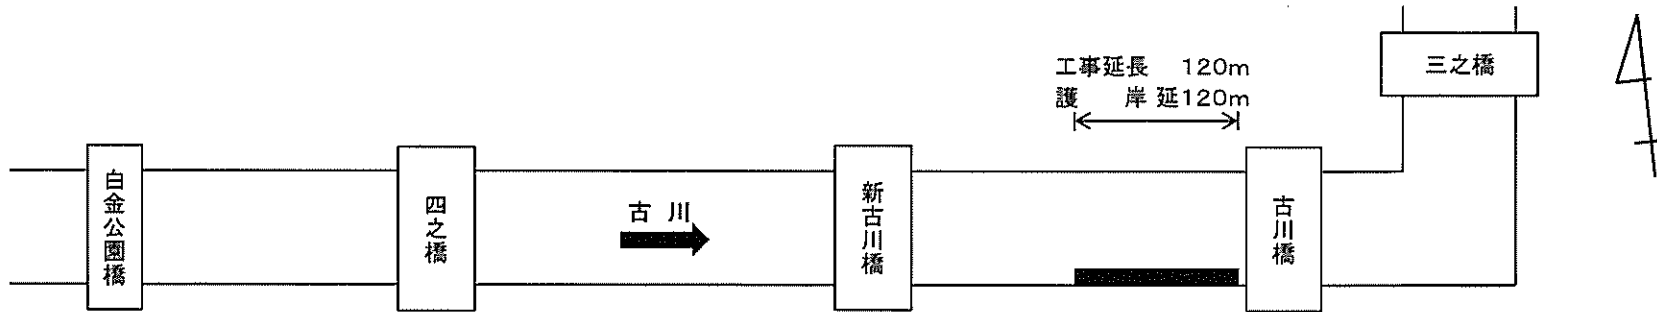 工事延長 120m
護 岸 延120m
三之橋
白金公園橋
四之橋
古川
新古川橋
古川橋